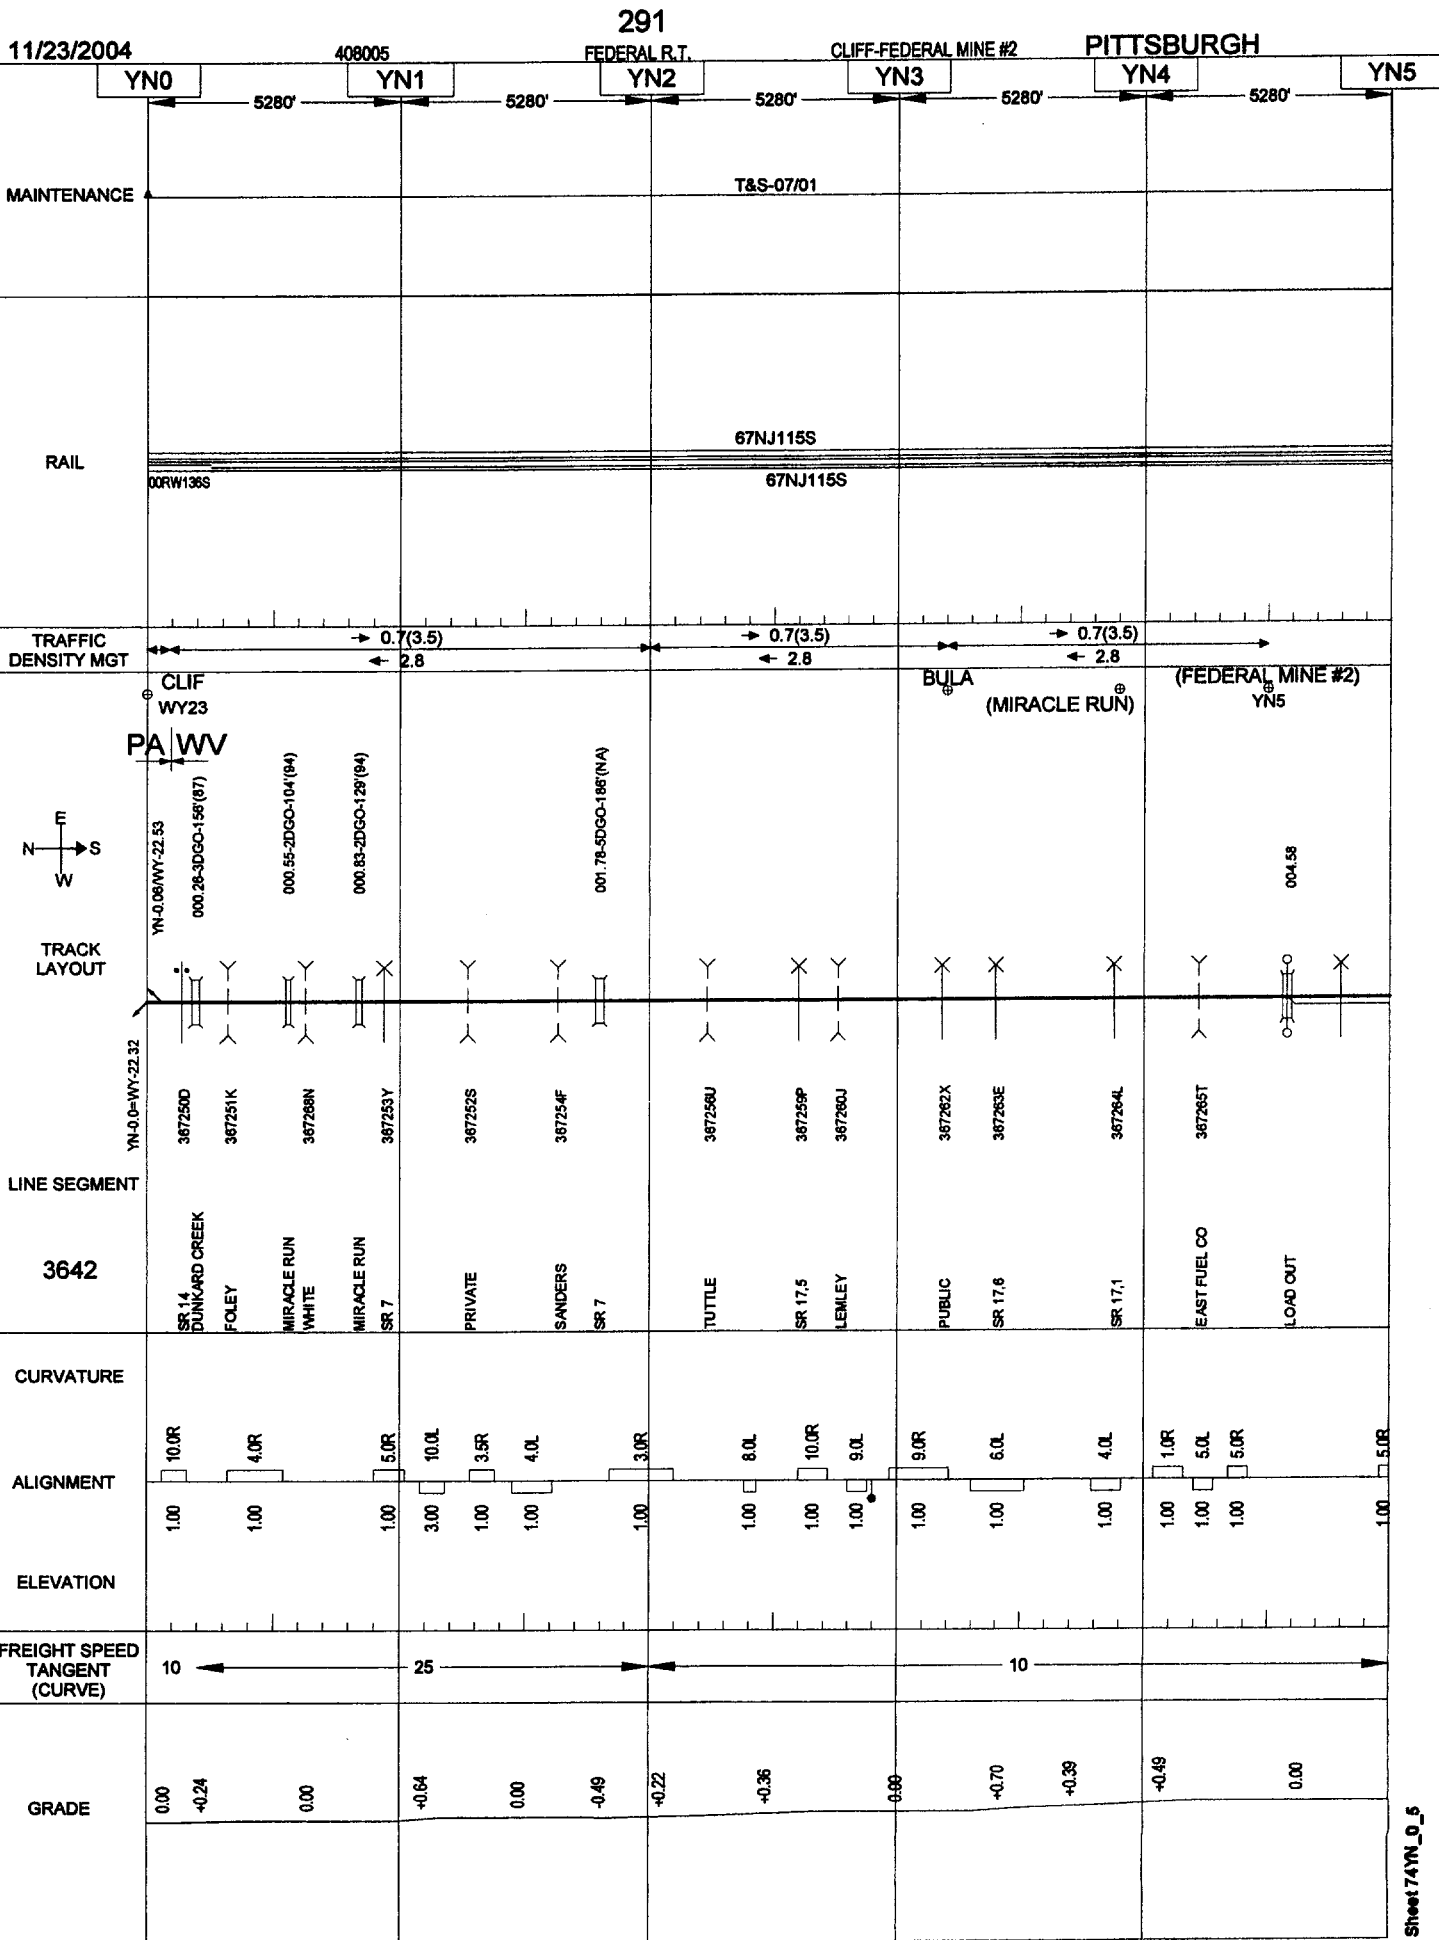 291
11/23/2004
408005
FEDERAL R.T.
CLIFF-FEDERAL MINE #2
PITTSBURGH
YN0 YN1 YN2 YN3 YN4 YN5
5280' 5280' 5280' 5280' 5280'
MAINTENANCE
T&S-07/01
67NJ115S
RAIL
67NJ115S
00RW136S
TRAFFIC
DENSITY MGT
→ 0.7(3.5) → 0.7(3.5) → 0.7(3.5)
← 2.8 ← 2.8 ← 2.8
CLIF
WY23
BULA
(MIRACLE RUN)
(FEDERAL MINE #2)
YN5
PA WV
N E S W
YN-0.06/WY-22.53
000.26-3DGO-156'(87)
000.55-2DGO-104'(94)
000.83-2DGO-129'(94)
001.78-5DGO-186'(NA)
004.58
TRACK
LAYOUT
YN-0.0=WY-22.32
367250D
367251K
367268N
367253Y
367252S
367254F
367256U
367259P
367260J
367262X
367263E
367264L
367265T
LINE SEGMENT
3642
SR 14
DUNKARD CREEK
FOLEY
MIRACLE RUN
WHITE
MIRACLE RUN
SR 7
PRIVATE
SANDERS
SR 7
TUTTLE
SR 17,5
LEMLEY
PUBLIC
SR 17,6
SR 17,1
EAST FUEL CO
LOAD OUT
CURVATURE
10.0R 4.0R 5.0R 10.0L 3.5R 4.0L 3.0R 8.0L 10.0R 9.0L 9.0R 6.0L 4.0L 1.0R 5.0L 5.0R 5.0R
ALIGNMENT
1.00 1.00 1.00 3.00 1.00 1.00 1.00 1.00 1.00 1.00 1.00 1.00 1.00 1.00 1.00 1.00 1.00
ELEVATION
FREIGHT SPEED
TANGENT
(CURVE)
10 25 10
GRADE
0.00 +0.24 0.00 +0.64 0.00 -0.49 +0.22 +0.36 0.00 +0.70 +0.39 +0.49 0.00
Sheet 74YN_0_5